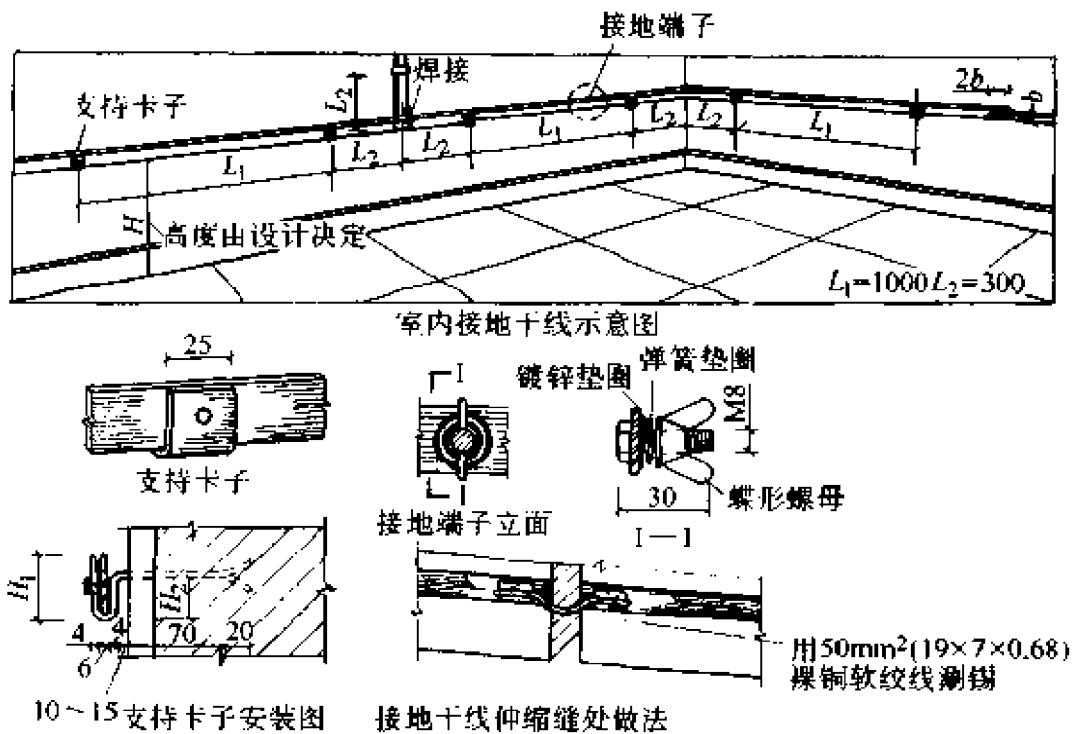 接地端子
焊接
支持卡子
L₂
2b
b
L₁
L₂
L₂
L₁
L₂
L₂
L₁
H
高度由设计决定
L₁=1000 L₂=300
室内接地干线示意图
25
支持卡子
I
I
接地端子立面
镀锌垫圈
弹簧垫圈
M8
30
蝶形螺母
I—I
H₁
H₂
4
4
6
70
20
10~15
支持卡子安装图
用50mm²(19×7×0.68)
裸铜软绞线涮锡
接地干线伸缩缝处做法